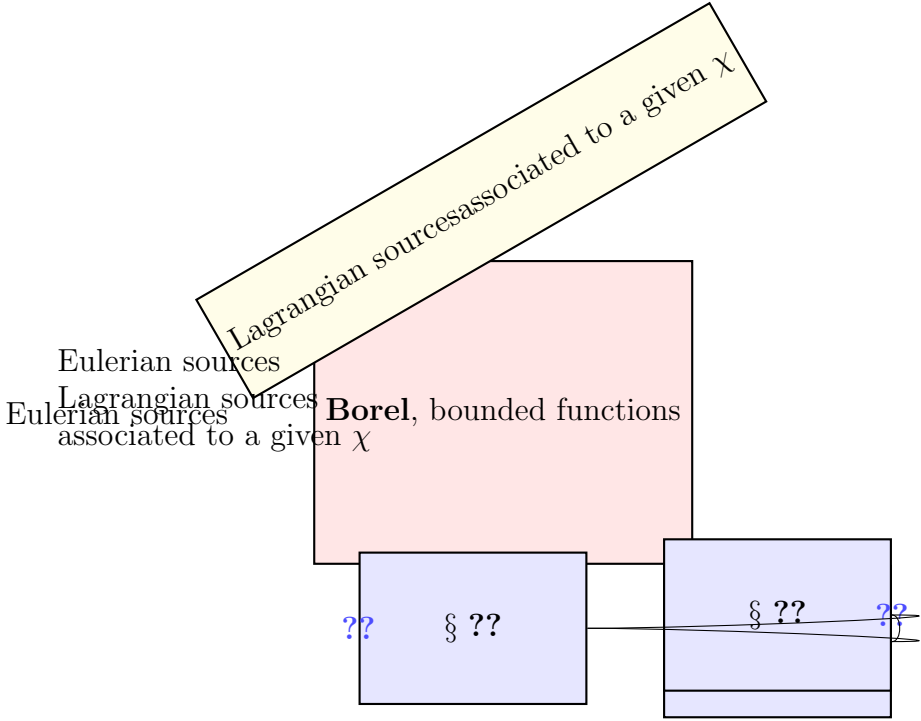 Lagrangian sourcesassociated to a given χ
Eulerian sources
Lagrangian sources
associated to a given χ
Eulerian sources
Borel, bounded functions
??
§ ??
§ ??
??